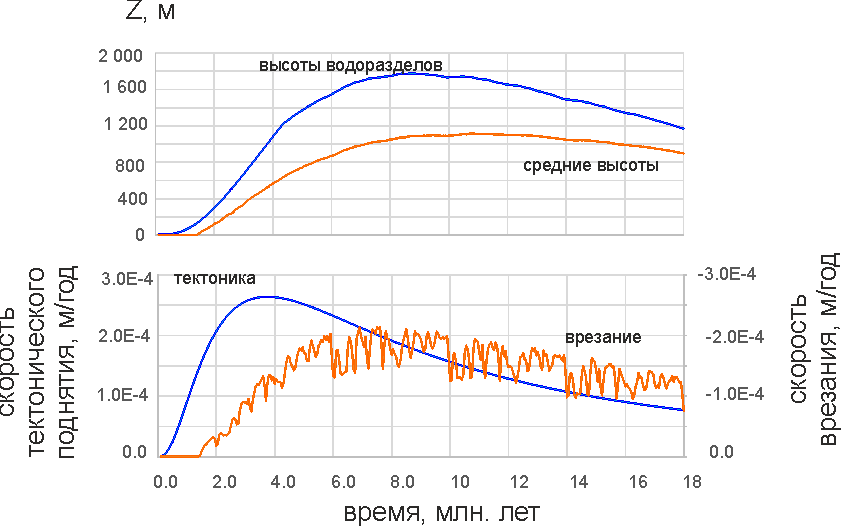 Z, м
2 000
1 600
1 200
800
400
0
высоты водоразделов
средние высоты
скорость
тектонического
поднятия, м/год
3.0E-4
2.0E-4
1.0E-4
0.0
тектоника
врезание
-3.0E-4
-2.0E-4
-1.0E-4
0.0
скорость
врезания, м/год
0.0 2.0 4.0 6.0 8.0 10 12 14 16 18
время, млн. лет